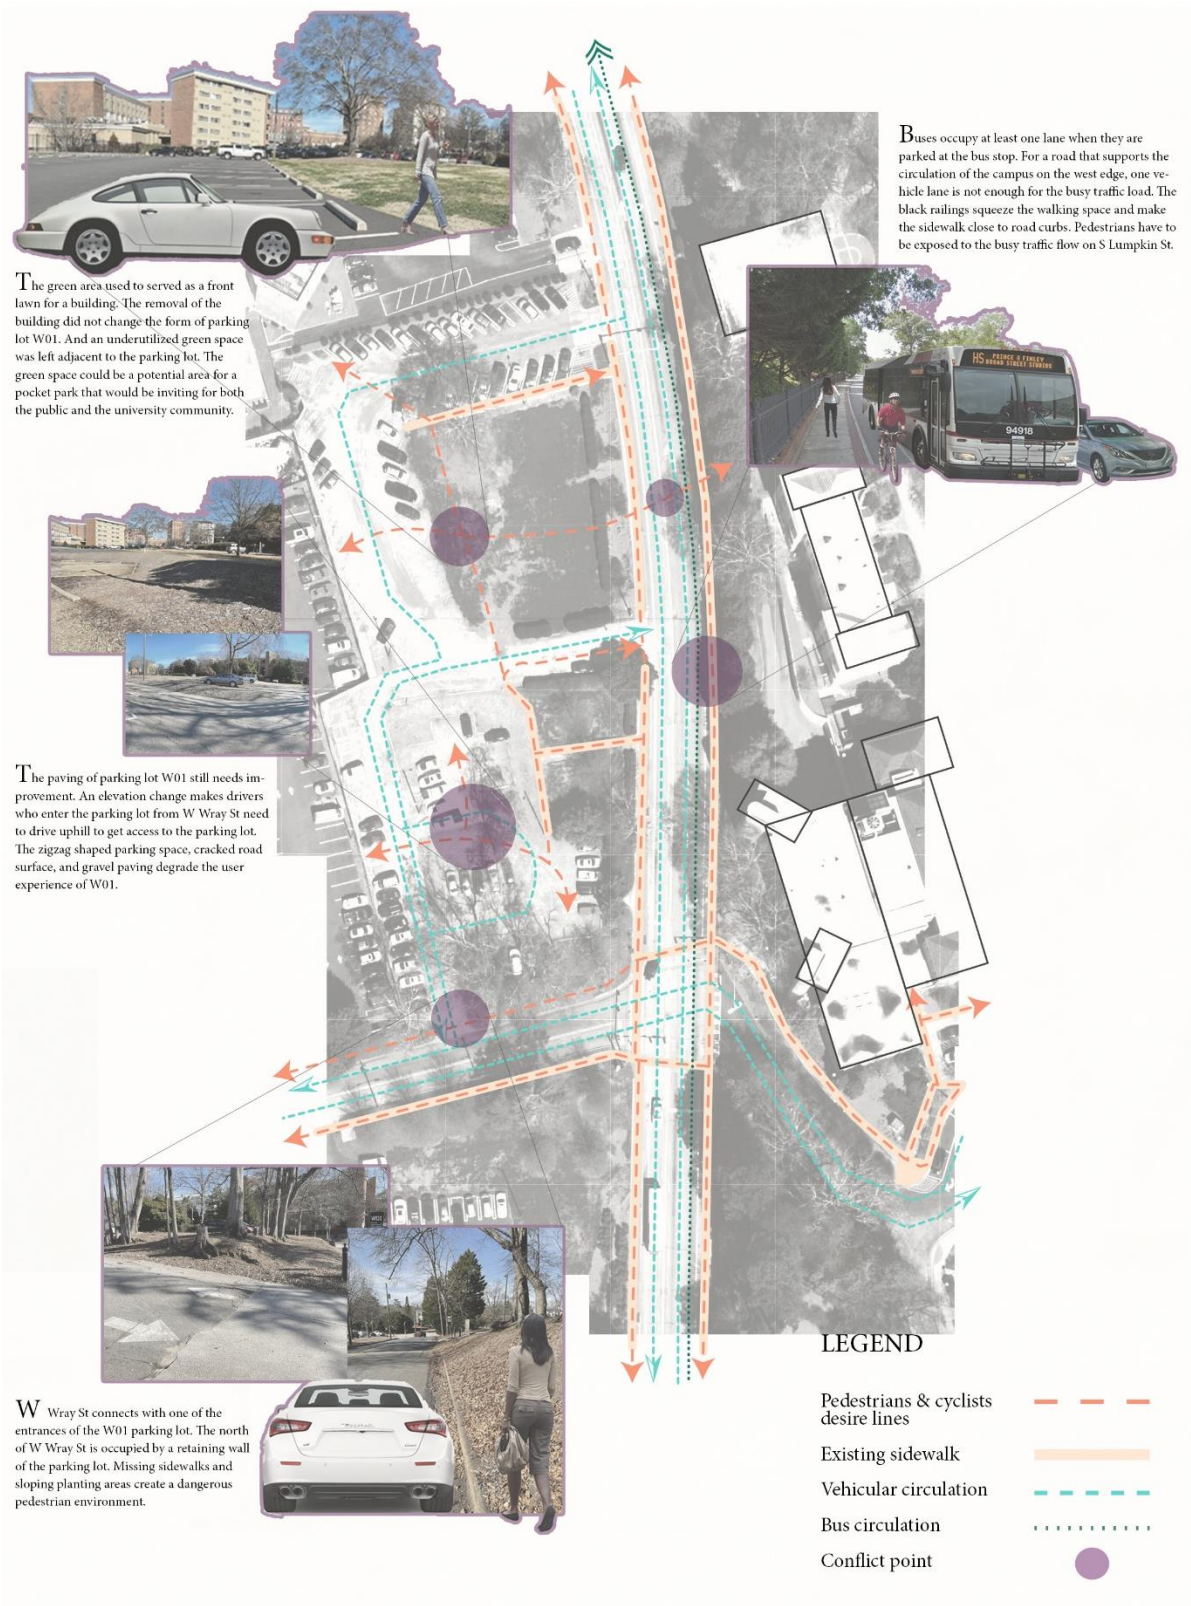 Buses occupy at least one lane when they are
parked at the bus stop. For a road that supports the
circulation of the campus on the west edge, one ve-
hicle lane is not enough for the busy traffic load. The
black railings squeeze the walking space and make
the sidewalk close to road curbs. Pedestrians have to
be exposed to the busy traffic flow on S Lumpkin St.
The green area used to served as a front
lawn for a building. The removal of the
building did not change the form of parking
lot W01. And an underutilized green space
was left adjacent to the parking lot. The
green space could be a potential area for a
pocket park that would be inviting for both
the public and the university community.
HS PRINCE & FINLEY
BROAD STREET STUDIOS
94918
The paving of parking lot W01 still needs im-
provement. An elevation change makes drivers
who enter the parking lot from W Wray St need
to drive uphill to get access to the parking lot.
The zigzag shaped parking space, cracked road
surface, and gravel paving degrade the user
experience of W01.
W Wray St connects with one of the
entrances of the W01 parking lot. The north
of W Wray St is occupied by a retaining wall
of the parking lot. Missing sidewalks and
sloping planting areas create a dangerous
pedestrian environment.
LEGEND
Pedestrians & cyclists
desire lines
Existing sidewalk
Vehicular circulation
Bus circulation
Conflict point